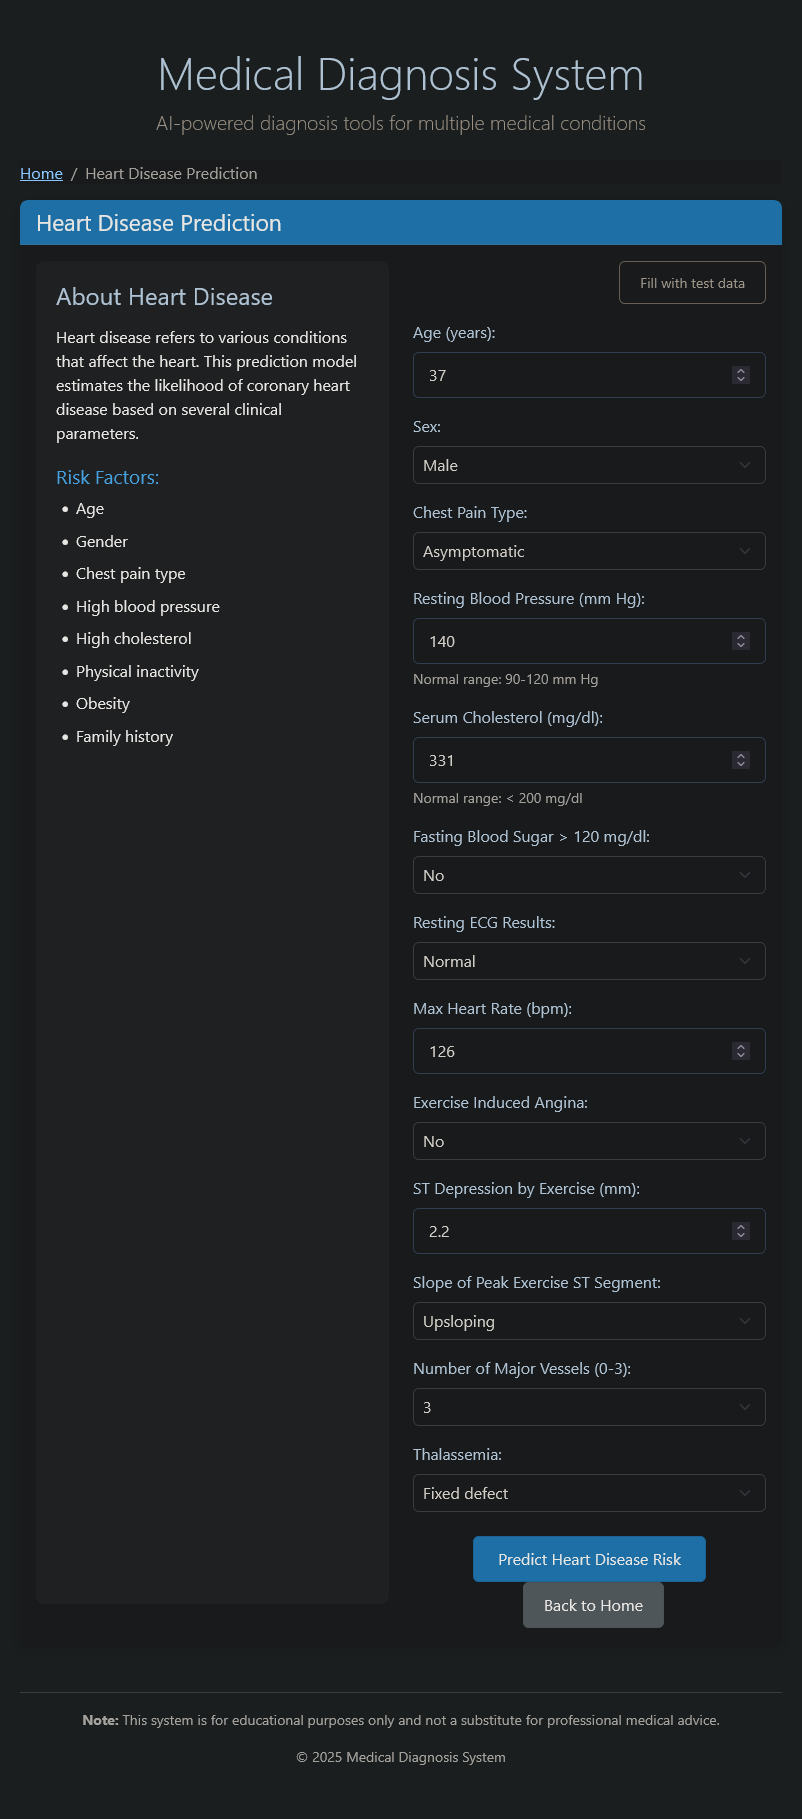 Medical Diagnosis System
AI-powered diagnosis tools for multiple medical conditions
Home / Heart Disease Prediction
Heart Disease Prediction
About Heart Disease
Heart disease refers to various conditions
that affect the heart. This prediction model
estimates the likelihood of coronary heart
disease based on several clinical
parameters.
Risk Factors:
• Age
• Gender
• Chest pain type
• High blood pressure
• High cholesterol
• Physical inactivity
• Obesity
• Family history
Fill with test data
Age (years):
37
Sex:
Male
Chest Pain Type:
Asymptomatic
Resting Blood Pressure (mm Hg):
140
Normal range: 90-120 mm Hg
Serum Cholesterol (mg/dl):
331
Normal range: < 200 mg/dl
Fasting Blood Sugar > 120 mg/dl:
No
Resting ECG Results:
Normal
Max Heart Rate (bpm):
126
Exercise Induced Angina:
No
ST Depression by Exercise (mm):
2.2
Slope of Peak Exercise ST Segment:
Upsloping
Number of Major Vessels (0-3):
3
Thalassemia:
Fixed defect
Predict Heart Disease Risk
Back to Home
Note: This system is for educational purposes only and not a substitute for professional medical advice.
© 2025 Medical Diagnosis System